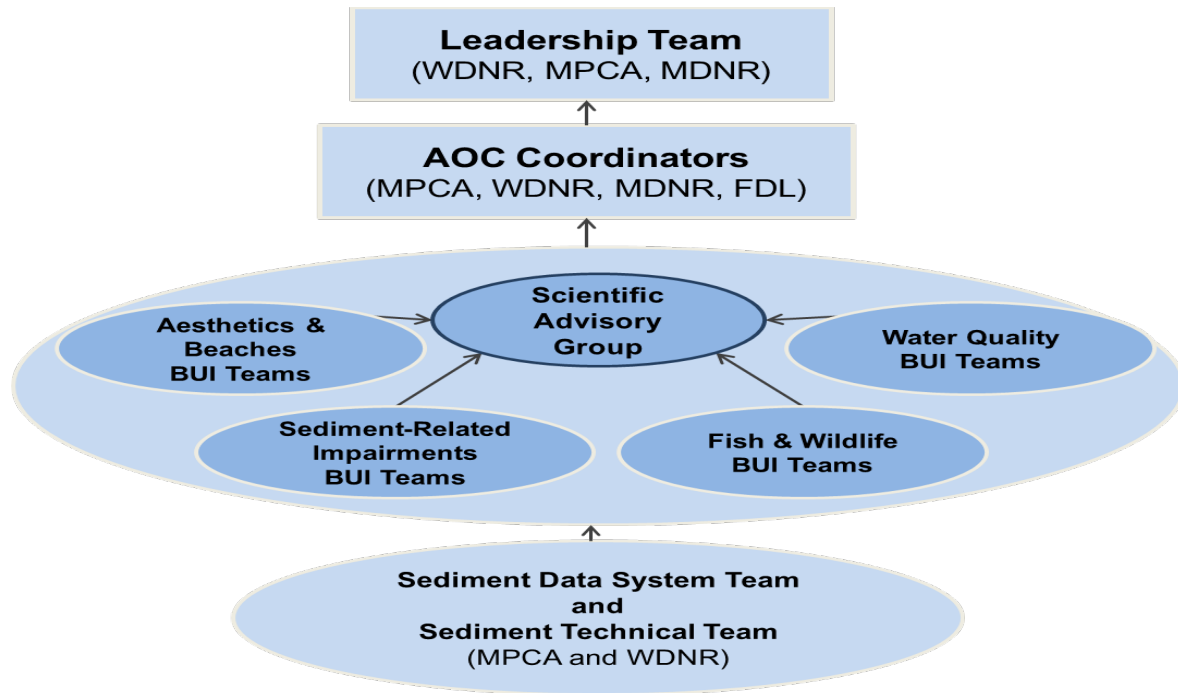 Leadership Team
(WDNR, MPCA, MDNR)
AOC Coordinators
(MPCA, WDNR, MDNR, FDL)
Scientific
Advisory
Group
Aesthetics &
Beaches
BUI Teams
Water Quality
BUI Teams
Sediment-Related
Impairments
BUI Teams
Fish & Wildlife
BUI Teams
Sediment Data System Team
and
Sediment Technical Team
(MPCA and WDNR)